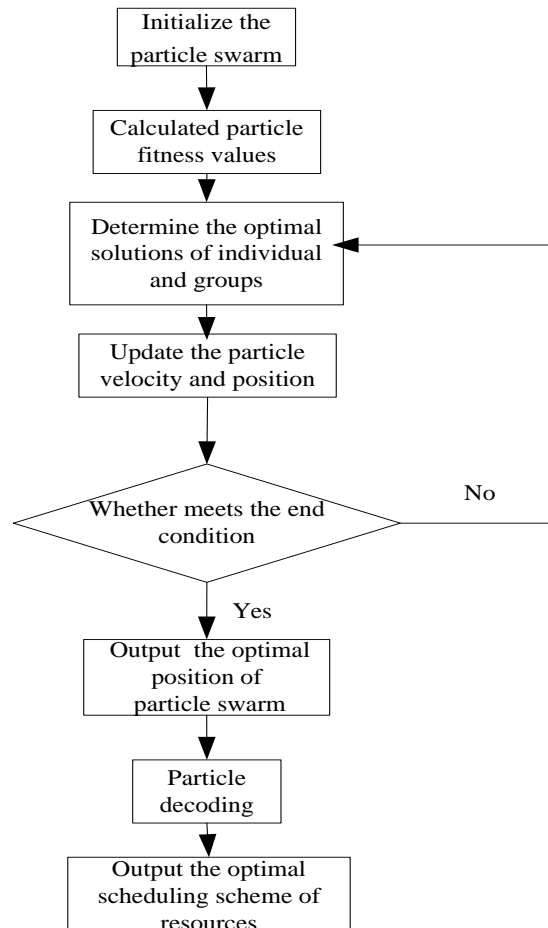 Initialize the
particle swarm
Calculated particle
fitness values
Determine the optimal
solutions of individual
and groups
Update the particle
velocity and position
Whether meets the end
condition
No
Yes
Output the optimal
position of
particle swarm
Particle
decoding
Output the optimal
scheduling scheme of
resources